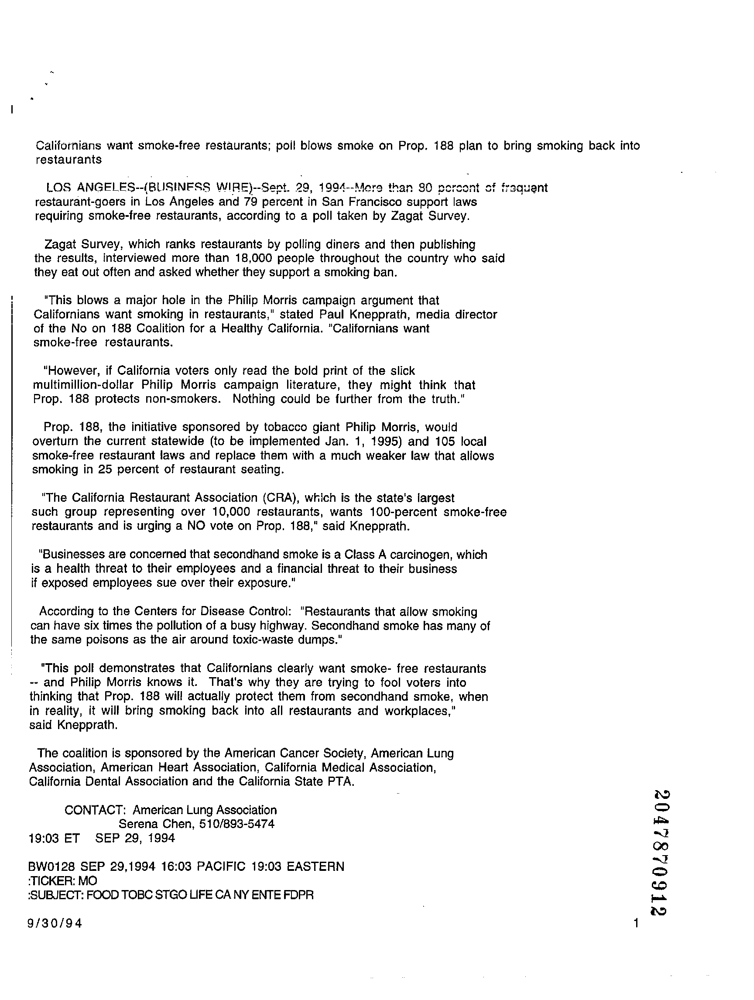 Californians want smoke-free restaurants; poll blows smoke on Prop. 188 plan to bring smoking back into
restaurants
LOS ANGELES--(BUSINESS WIRE)--Sept. 29, 1994--More than percent of frequent
restaurant-goers in Los Angeles and 79 percent in San Francisco support laws
requiring smoke-free restaurants, according to a poll taken by Zagat Survey.
Zagat Survey, which ranks restaurants by polling diners and then publishing
the results, interviewed more than 18,000 people throughout the country who said
they eat out often and asked whether they support a smoking ban.
"This blows a major hole in the Philip Morris campaign argument that
Californians want smoking in restaurants," stated Paul Knepprath, media director
of the No on 188 Coalition for a Healthy California. "Californians want
smoke-free restaurants.
"However, if California voters only read the bold print of the slick
multimillion-dollar Philip Morris campaign literature, they might think that
Prop. 188 protects non-smokers. Nothing could be further from the truth."
Prop. 188, the initiative sponsored by tobacco giant Philip Morris, would
overturn the current statewide (to be implemented Jan. 1, 1995) and 105 local
smoke-free restaurant laws and replace them with a much weaker law that allows
smoking in 25 percent of restaurant seating.
"The California Restaurant Association (CRA), which is the state's largest
such group representing over 10,000 restaurants, wants 100-percent smoke-free
restaurants and is urging a NO vote on Prop. 188," said Knepprath.
"Businesses are concerned that secondhand smoke is a Class A carcinogen, which
is a health threat to their employees and a financial threat to their business
if exposed employees sue over their exposure."
According to the Centers for Disease Control: "Restaurants that allow smoking
can have six times the pollution of a busy highway. Secondhand smoke has many of
the same poisons as the air around toxic-waste dumps."
"This poll demonstrates that Californians clearly want smoke- free restaurants
-- and Philip Morris knows it. That's why they are trying to fool voters into
thinking that Prop. 188 will actually protect them from secondhand smoke, when
in reality, it will bring smoking back into all restaurants and workplaces,"
said Knepprath.
The coalition is sponsored by the American Cancer Society, American Lung
Association, American Heart Association, California Medical Association,
California Dental Association and the California State PTA.
CONTACT: American Lung Association
Serena Chen, 510/893-5474
19:03 ET SEP 29, 1994
BW0128 SEP 29,1994 16:03 PACIFIC 19:03 EASTERN
:TICKER: MO
:SUBJECT: FOOD TOBC STGO LIFE CA NY ENTE FDPR
9/30/94
1
2047870912